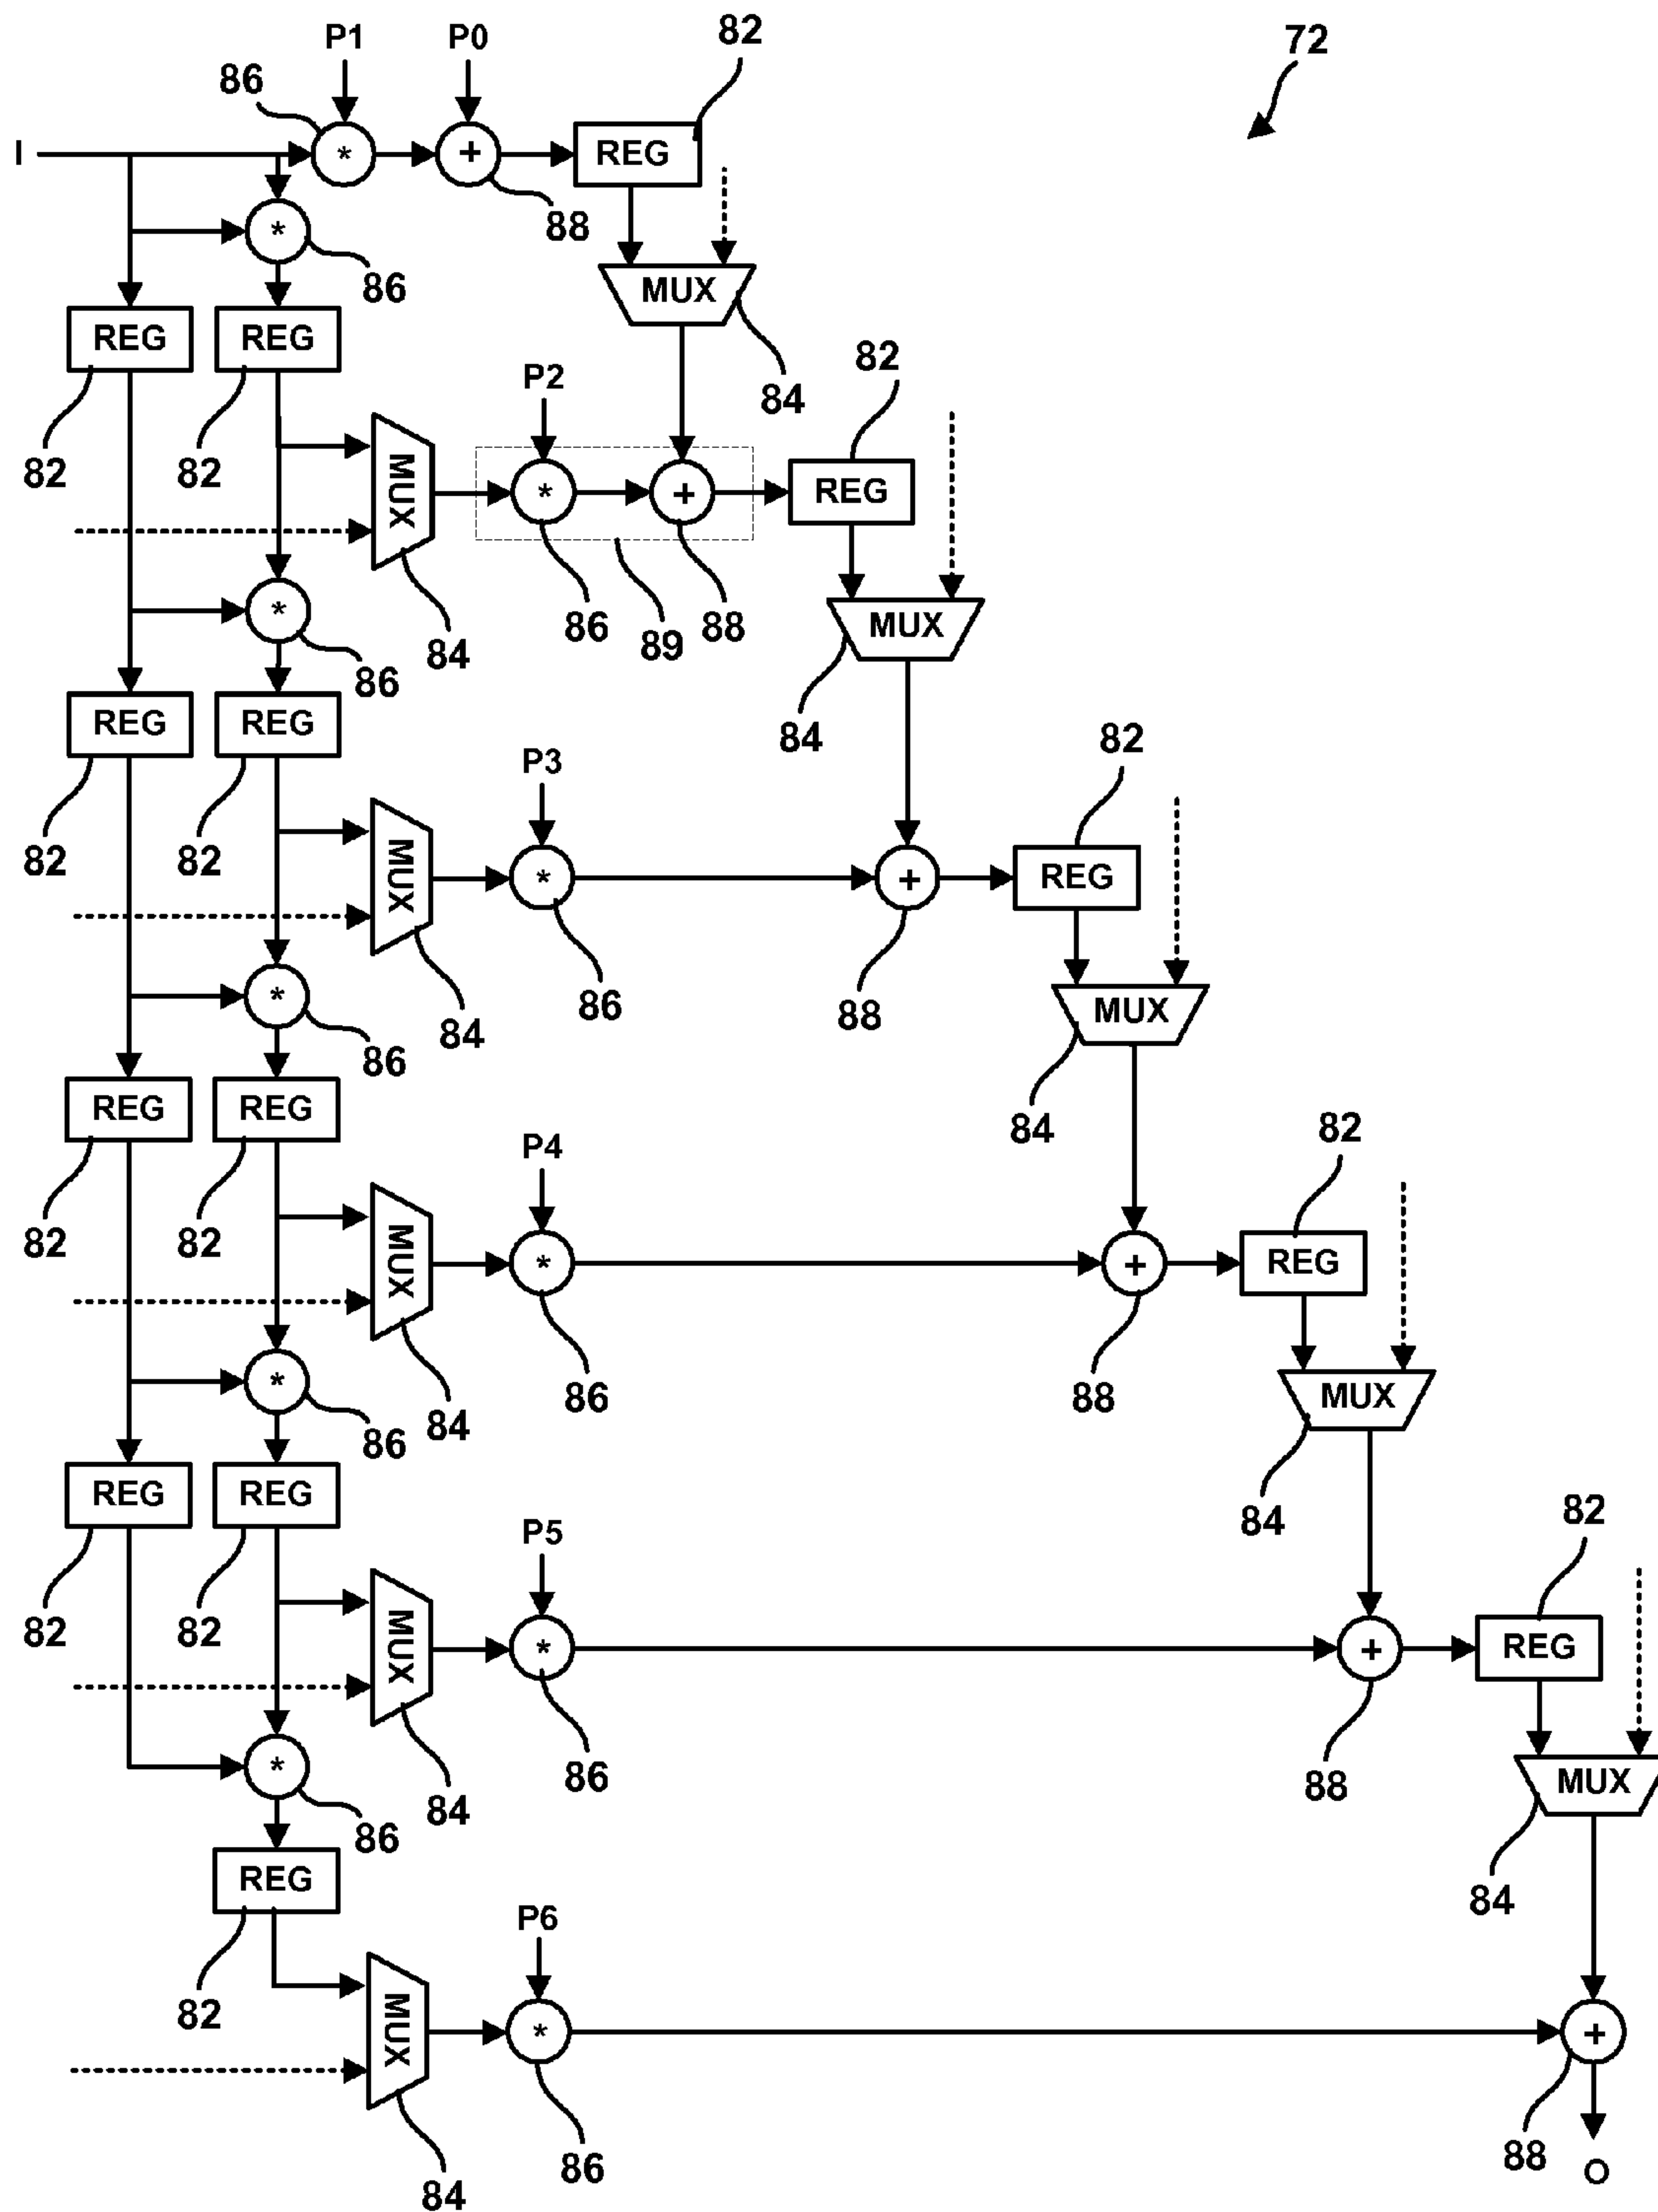 P1 P0 82 72
86
I * + REG
88
*
86 MUX
REG REG
P2 82
84
82 82
MUX * + REG
86 89 88
MUX
*
84
86
84
REG REG
82
P3
82 82
MUX * + REG
86 88
84
*
MUX
86
84
REG REG
82
P4
82 82
MUX * + REG
86 88
84
*
MUX
86
84
REG REG
82
P5
82 82
MUX * + REG
86 88
84
*
MUX
86
REG
84
P6
82
MUX * +
86 88
84
O